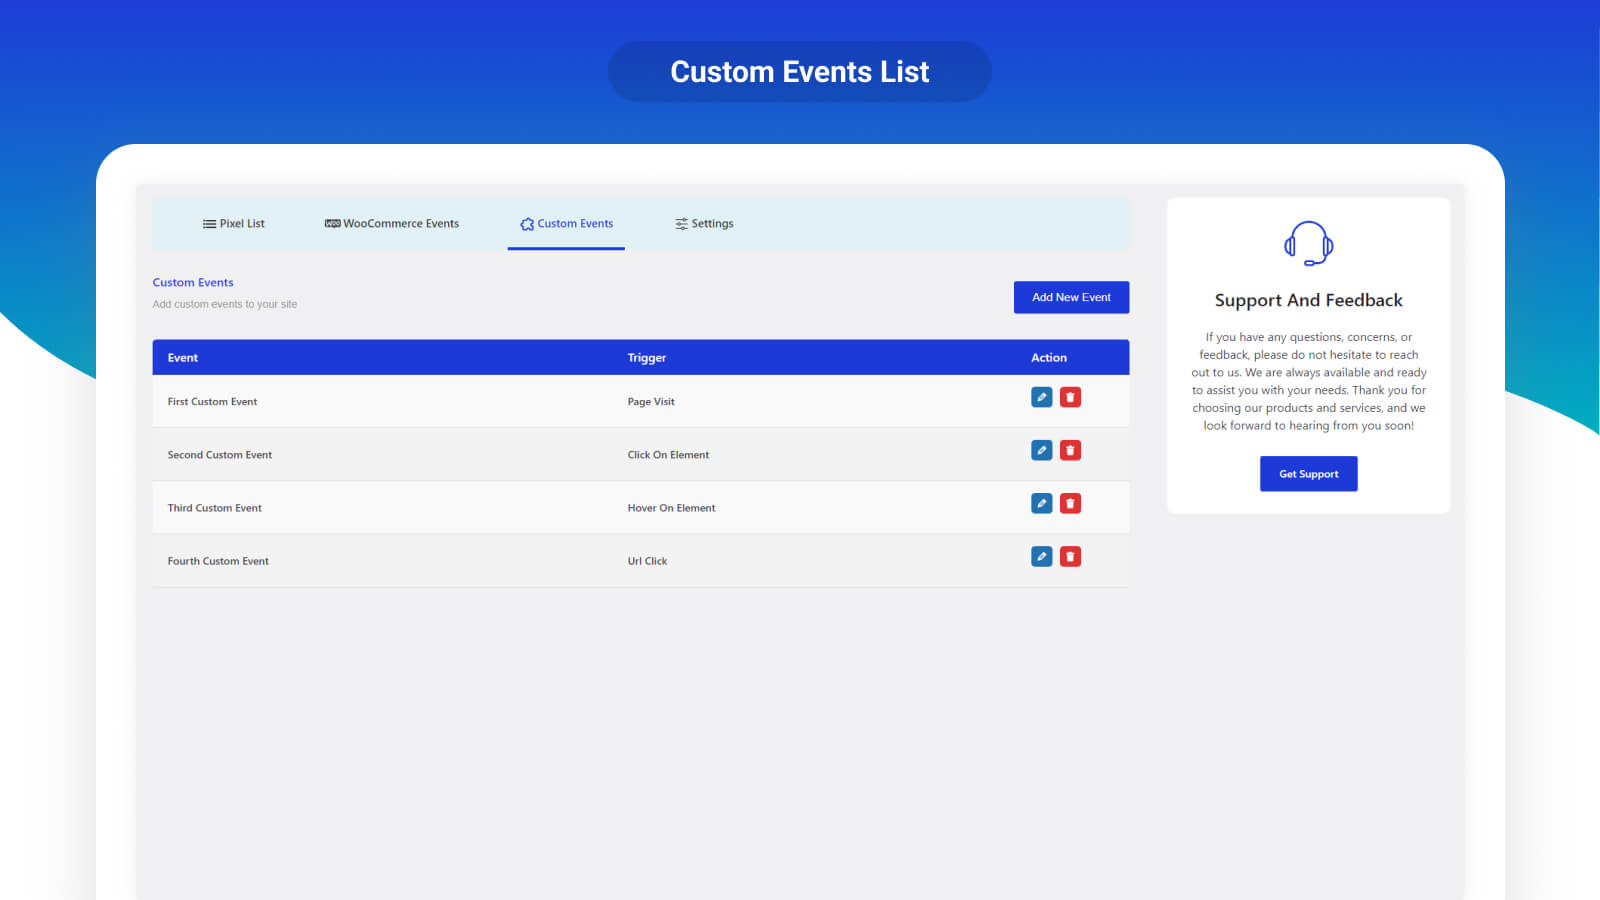 Custom Events List
Pixel List
WooCommerce Events
Custom Events
Settings
Custom Events
Add custom events to your site
Add New Event
Event Trigger Action
First Custom Event Page Visit
Second Custom Event Click On Element
Third Custom Event Hover On Element
Fourth Custom Event Url Click
Support And Feedback
If you have any questions, concerns, or
feedback, please do not hesitate to reach
out to us. We are always available and ready
to assist you with your needs. Thank you for
choosing our products and services, and we
look forward to hearing from you soon!
Get Support